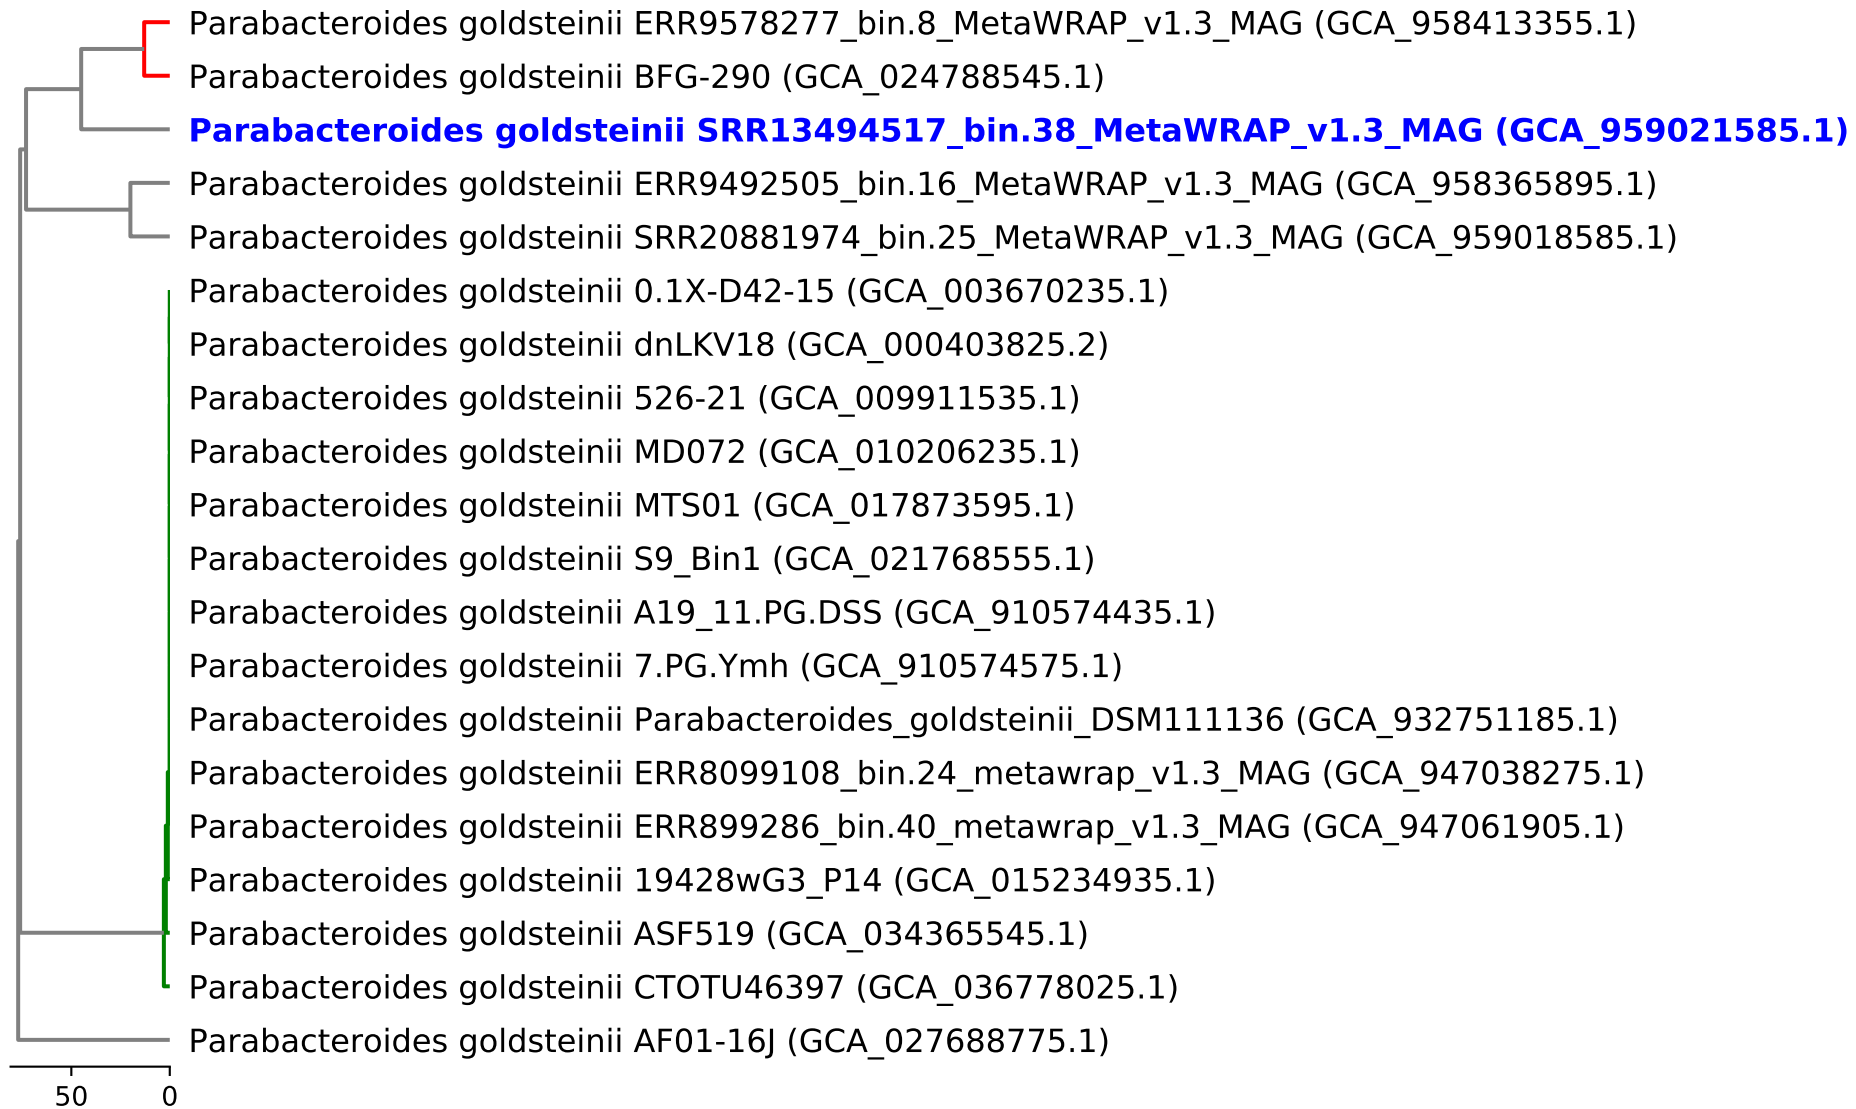 Parabacteroides goldsteinii ERR9578277_bin.8_MetaWRAP_v1.3_MAG (GCA_958413355.1)
Parabacteroides goldsteinii BFG-290 (GCA_024788545.1)
Parabacteroides goldsteinii SRR13494517_bin.38_MetaWRAP_v1.3_MAG (GCA_959021585.1)
Parabacteroides goldsteinii ERR9492505_bin.16_MetaWRAP_v1.3_MAG (GCA_958365895.1)
Parabacteroides goldsteinii SRR20881974_bin.25_MetaWRAP_v1.3_MAG (GCA_959018585.1)
Parabacteroides goldsteinii 0.1X-D42-15 (GCA_003670235.1)
Parabacteroides goldsteinii dnLKV18 (GCA_000403825.2)
Parabacteroides goldsteinii 526-21 (GCA_009911535.1)
Parabacteroides goldsteinii MD072 (GCA_010206235.1)
Parabacteroides goldsteinii MTS01 (GCA_017873595.1)
Parabacteroides goldsteinii S9_Bin1 (GCA_021768555.1)
Parabacteroides goldsteinii A19_11.PG.DSS (GCA_910574435.1)
Parabacteroides goldsteinii 7.PG.Ymh (GCA_910574575.1)
Parabacteroides goldsteinii Parabacteroides_goldsteinii_DSM111136 (GCA_932751185.1)
Parabacteroides goldsteinii ERR8099108_bin.24_metawrap_v1.3_MAG (GCA_947038275.1)
Parabacteroides goldsteinii ERR899286_bin.40_metawrap_v1.3_MAG (GCA_947061905.1)
Parabacteroides goldsteinii 19428wG3_P14 (GCA_015234935.1)
Parabacteroides goldsteinii ASF519 (GCA_034365545.1)
Parabacteroides goldsteinii CTOTU46397 (GCA_036778025.1)
Parabacteroides goldsteinii AF01-16J (GCA_027688775.1)
50 0